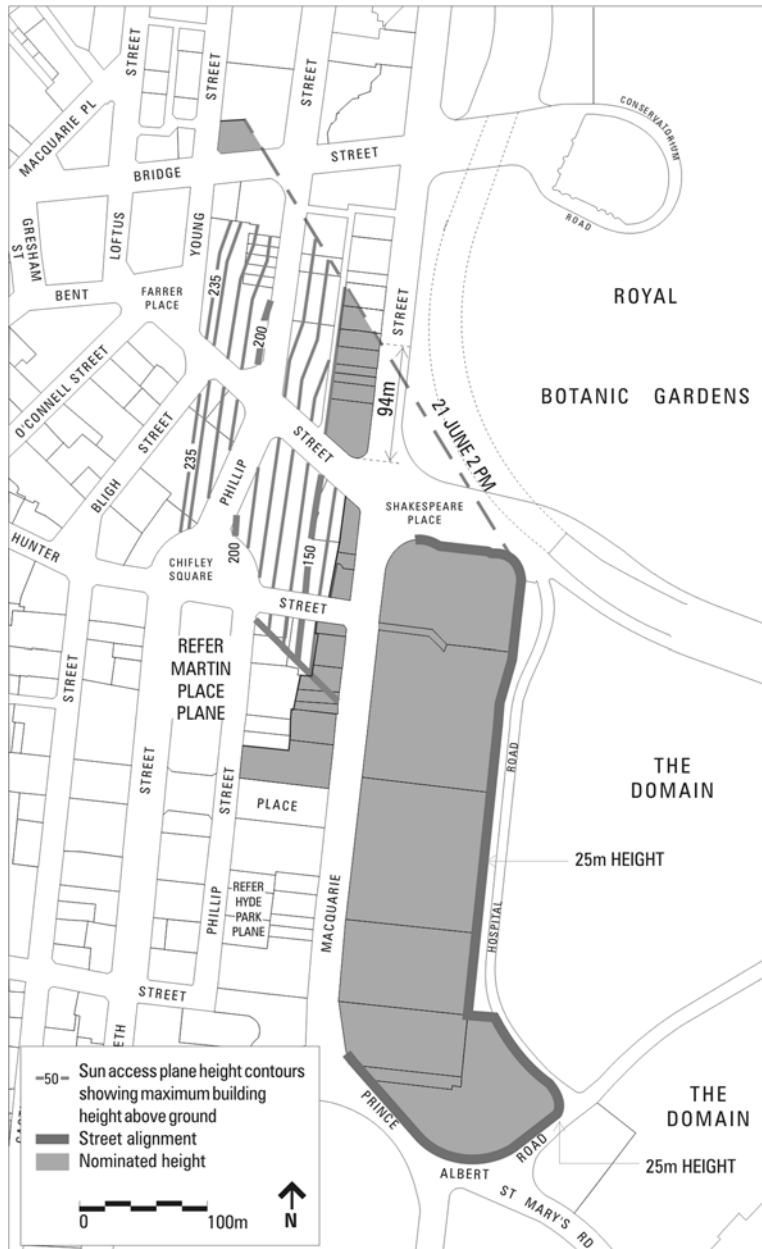 STREET
STREET
STREET
MACQUARIE PL
CONSERVATORIUM
STREET
BRIDGE
ROAD
GRESHAM
ST
LOFTUS
YOUNG
235
FARRER
PLACE
BENT
ROYAL
STREET
200
94m
BOTANIC GARDENS
O'CONNELL STREET
STREET
STREET
21 JUNE 2 PM
235
BLIGH
PHILLIP
SHAKESPEARE
PLACE
HUNTER
200
150
CHIFLEY
SQUARE
STREET
REFER
MARTIN
PLACE
PLANE
STREET
STREET
STREET
ROAD
THE
DOMAIN
PLACE
25m HEIGHT
REFER
HYDE
PARK
PLANE
PHILLIP
MACQUARIE
HOSPITAL
STREET
ETH
CAS
-50- Sun access plane height contours
showing maximum building
height above ground
Street alignment
Nominated height
0 100m
N
PRINCE
ALBERT
ROAD
THE
DOMAIN
25m HEIGHT
ST MARY'S RD